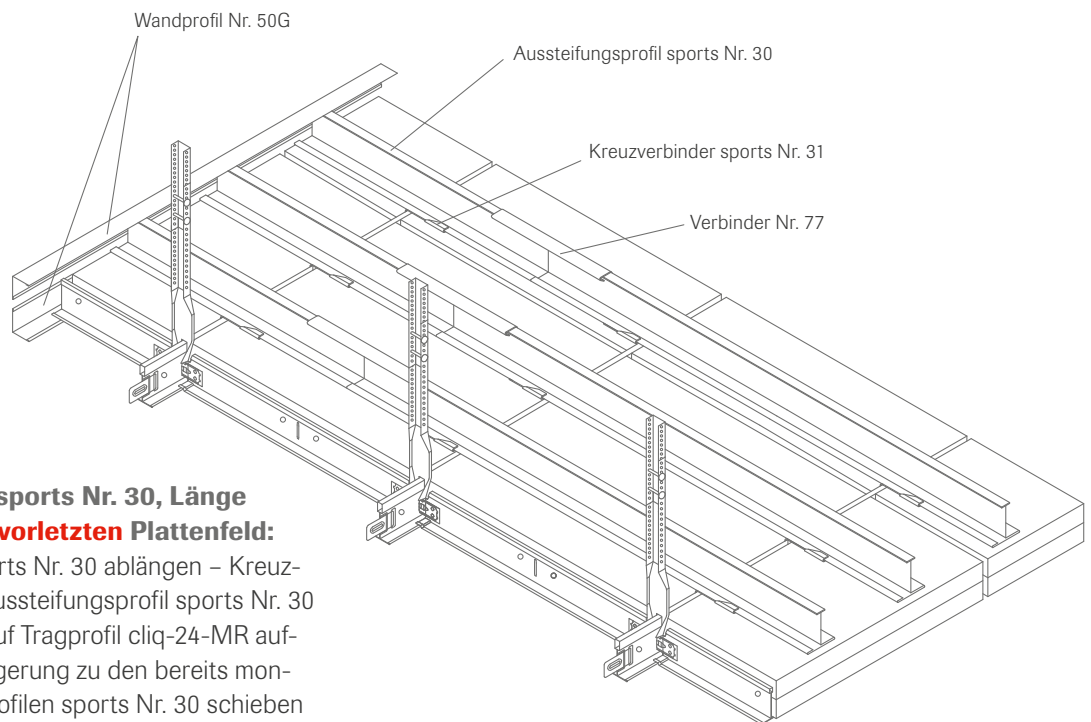 Wandprofil Nr. 50G
Aussteifungsprofil sports Nr. 30
Kreuzverbinder sports Nr. 31
Verbinder Nr. 77
sports Nr. 30, Länge
vorletzten Plattenfeld:
rts Nr. 30 ablängen – Kreuz-
ussteifungsprofil sports Nr. 30
uf Tragprofil cliq-24-MR auf-
gerung zu den bereits mon-
ofilen sports Nr. 30 schieben